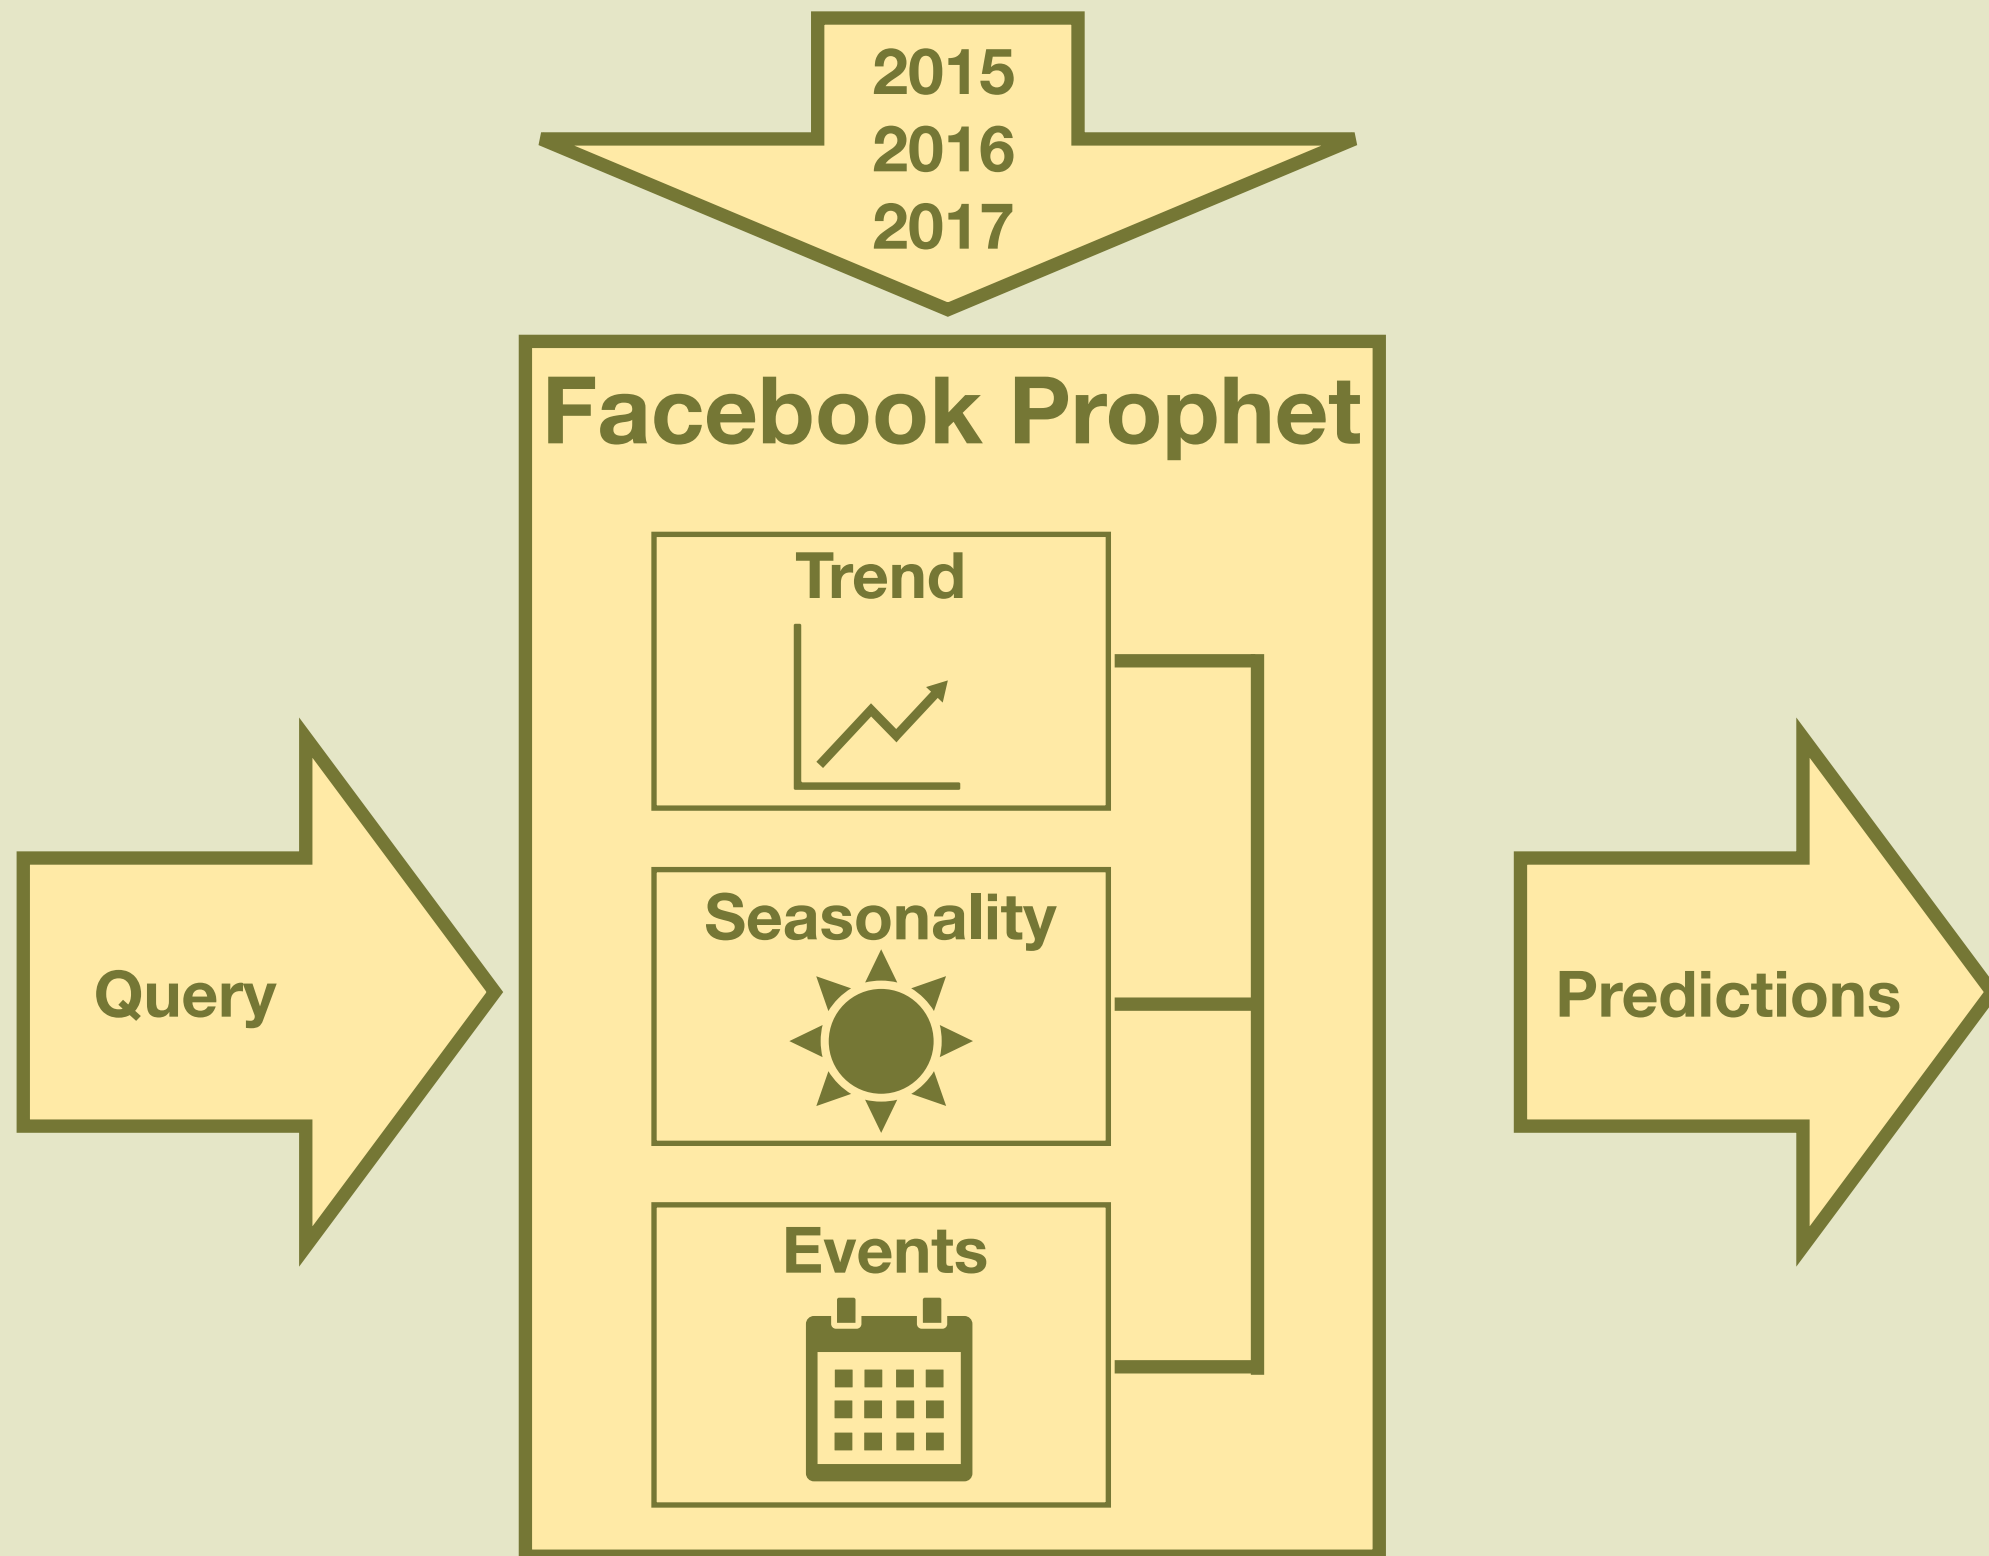 2015
2016
2017
Facebook Prophet
Trend
Seasonality
Events
Query
Predictions